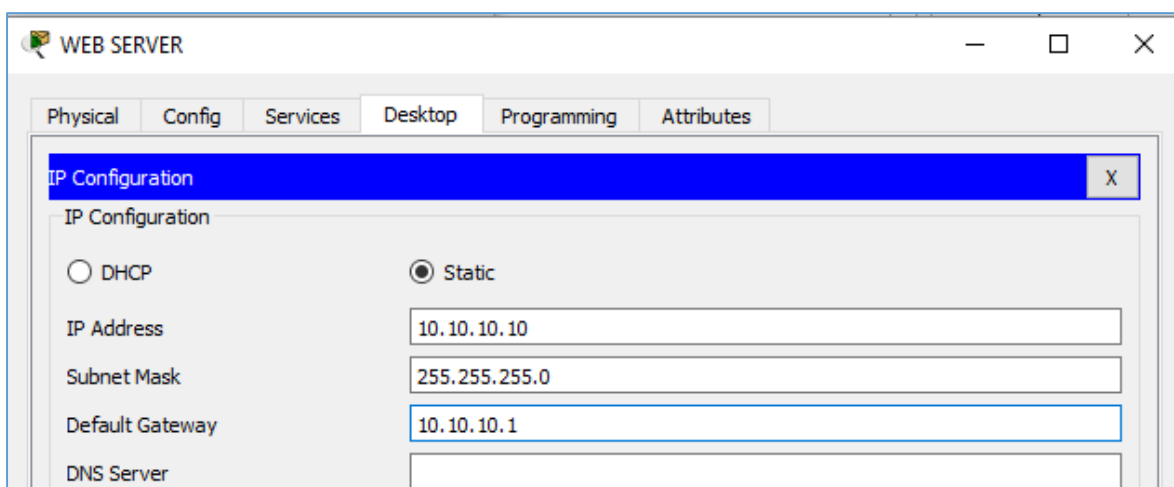 WEB SERVER
Physical Config Services Desktop Programming Attributes
IP Configuration X
IP Configuration
DHCP Static
IP Address 10.10.10.10
Subnet Mask 255.255.255.0
Default Gateway 10.10.10.1
DNS Server